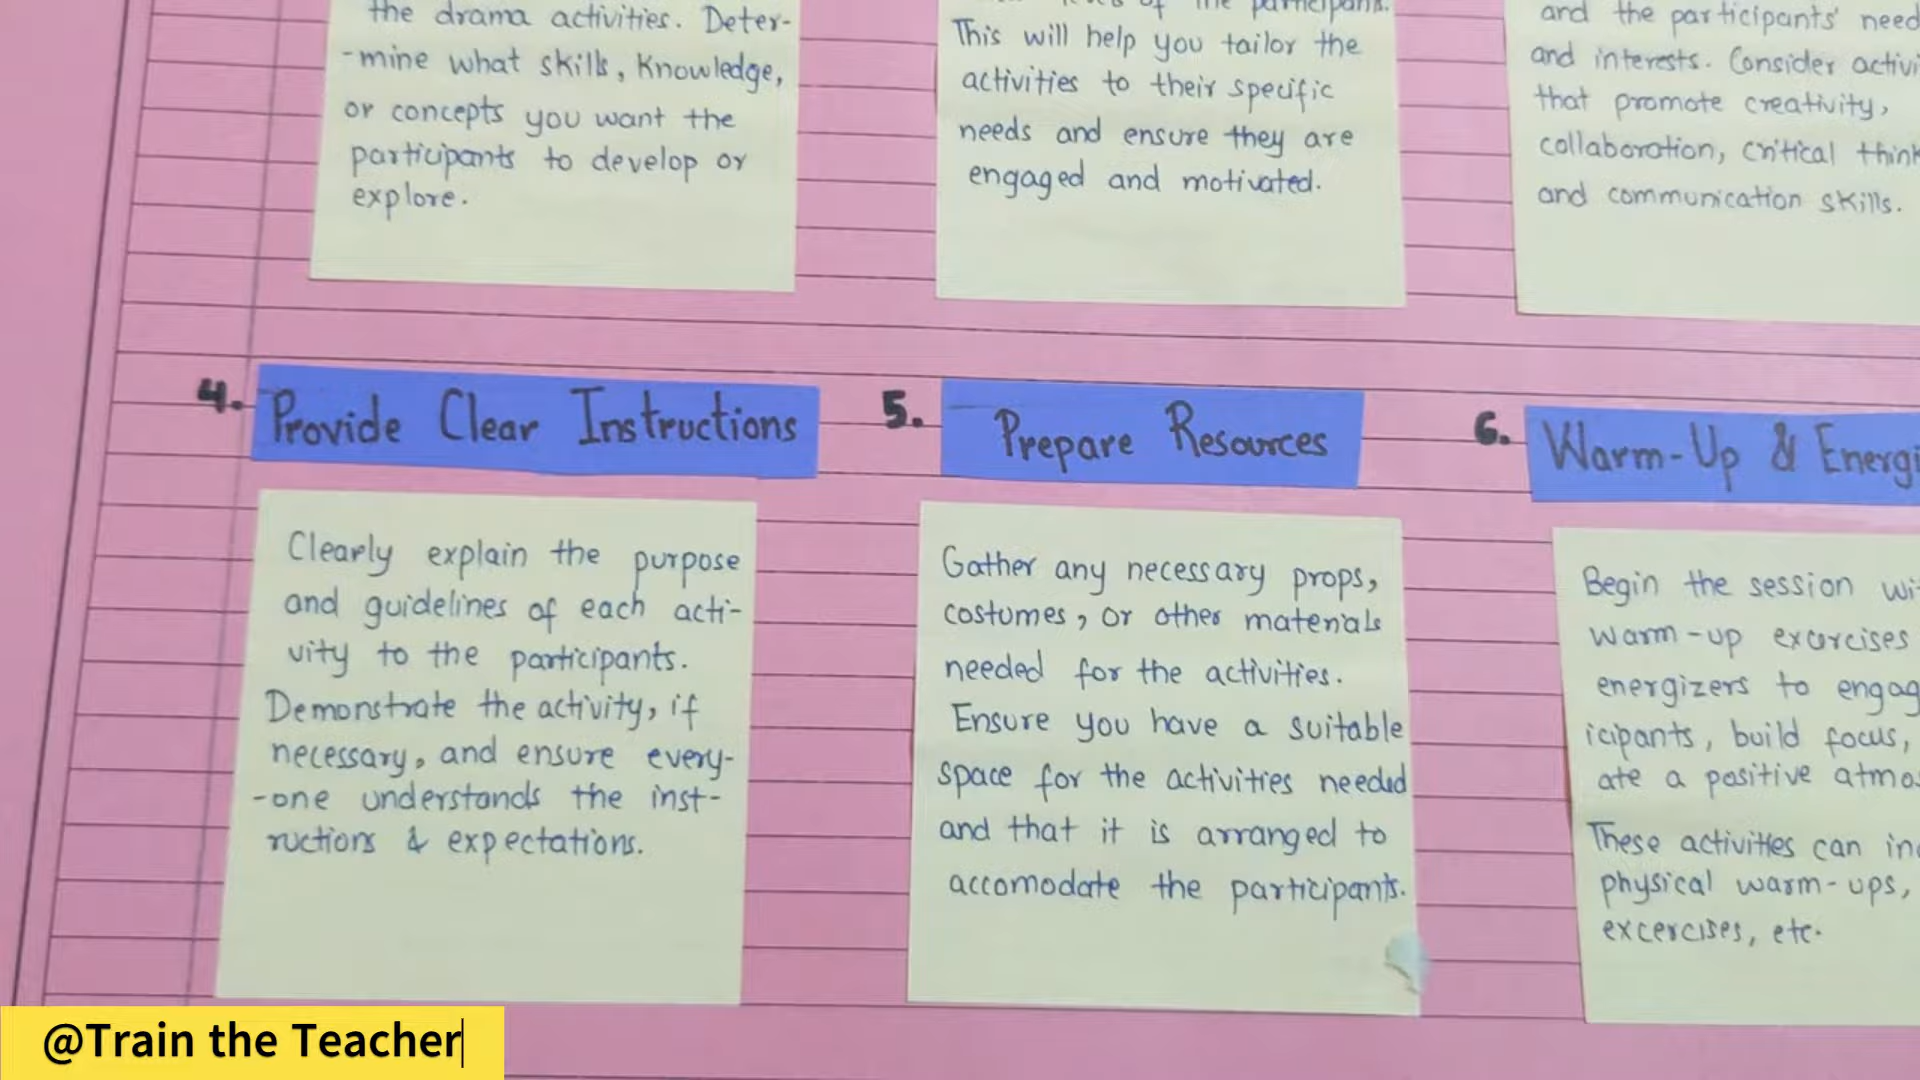 the drama activities. Deter-
-mine what skills, Knowledge,
or concepts you want the
participants to develop or
explore.
of the participants.
This will help you tailor the
activities to their specific
needs and ensure they are
engaged and motivated.
and the participants' need
and interests. Consider activi
that promote creativity,
collaboration, critical think
and communication skills.
4. Provide Clear Instructions
Clearly explain the purpose
and guidelines of each acti-
vity to the participants.
Demonstrate the activity, if
necessary, and ensure every-
-one understands the inst-
ructions & expectations.
5. Prepare Resources
Gather any necessary props,
costumes, or other materials
needed for the activities.
Ensure you have a suitable
space for the activities needed
and that it is arranged to
accomodate the participants.
6. Warm-Up & Energi
Begin the session wi
warm-up exercises
energizers to engag
icipants, build focus,
ate a positive atmos
These activities can inc
physical warm-ups,
excercises, etc.
@Train the Teacher